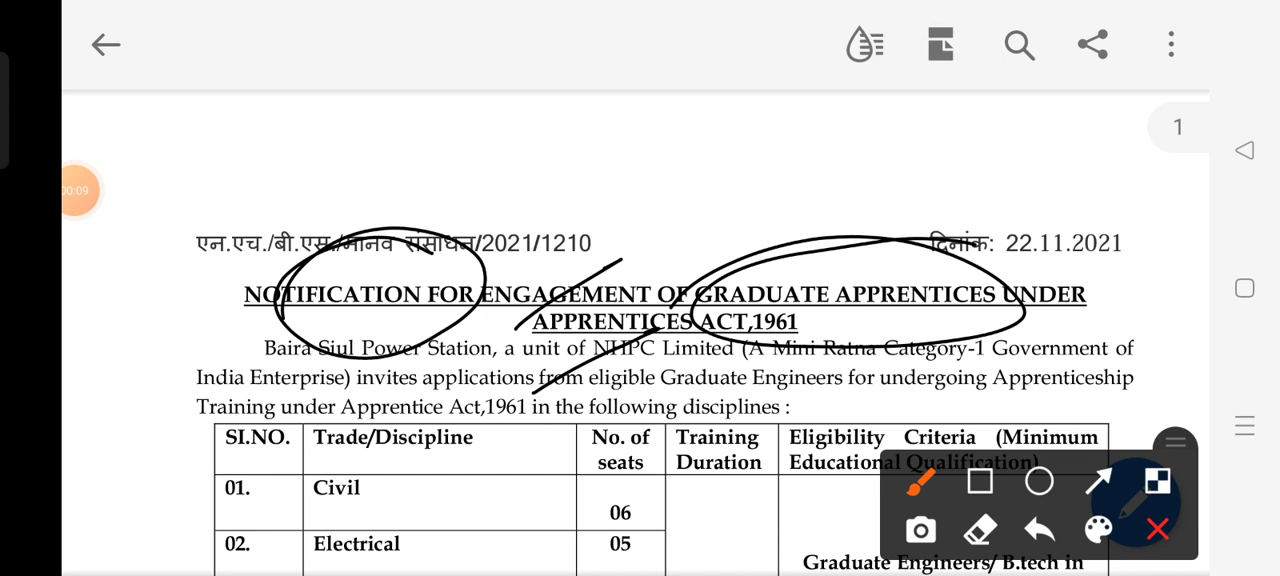 1
00:09
एन.एच./बी.एस./मानव संसाधन/2021/1210 दिनांक: 22.11.2021
NOTIFICATION FOR ENGAGEMENT OF GRADUATE APPRENTICES UNDER
APPRENTICES ACT,1961
Baira Siul Power Station, a unit of NHPC Limited (A Mini Ratna Category-1 Government of
India Enterprise) invites applications from eligible Graduate Engineers for undergoing Apprenticeship
Training under Apprentice Act,1961 in the following disciplines :
SI.NO. Trade/Discipline No. of seats Training Duration Eligibility Criteria (Minimum Educational Qualification)
01. Civil 06
02. Electrical 05
Graduate Engineers/ B.tech in